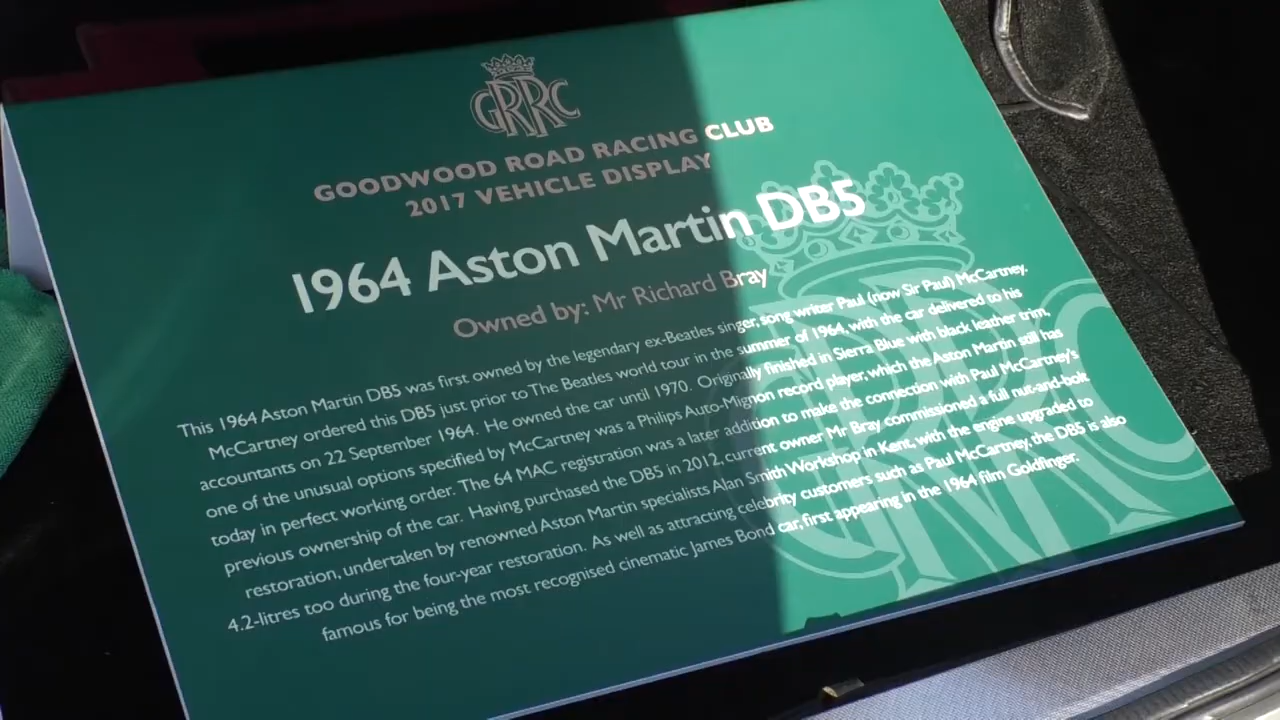 GRRC
GOODWOOD ROAD RACING CLUB
2017 VEHICLE DISPLAY
1964 Aston Martin DB5
Owned by: Mr Richard Bray
This 1964 Aston Martin DB5 was first owned by the legendary ex-Beatles singer, song writer Paul (now Sir Paul) McCartney.
McCartney ordered this DB5 just prior to The Beatles world tour in the summer of 1964, with the car delivered to his
accountants on 22 September 1964. He owned the car until 1970. Originally finished in Sierra Blue with black leather trim,
one of the unusual options specified by McCartney was a Philips Auto-Mignon record player, which the Aston Martin still has
today in perfect working order. The 64 MAC registration was a later addition to make the connection with Paul McCartney's
previous ownership of the car. Having purchased the DB5 in 2012, current owner Mr Bray commissioned a full nut-and-bolt
restoration, undertaken by renowned Aston Martin specialists Alan Smith Workshop in Kent, with the engine upgraded to
4.2-litres too during the four-year restoration. As well as attracting celebrity customers such as Paul McCartney, the DB5 is also
famous for being the most recognised cinematic James Bond car, first appearing in the 1964 film Goldfinger.
GRRC